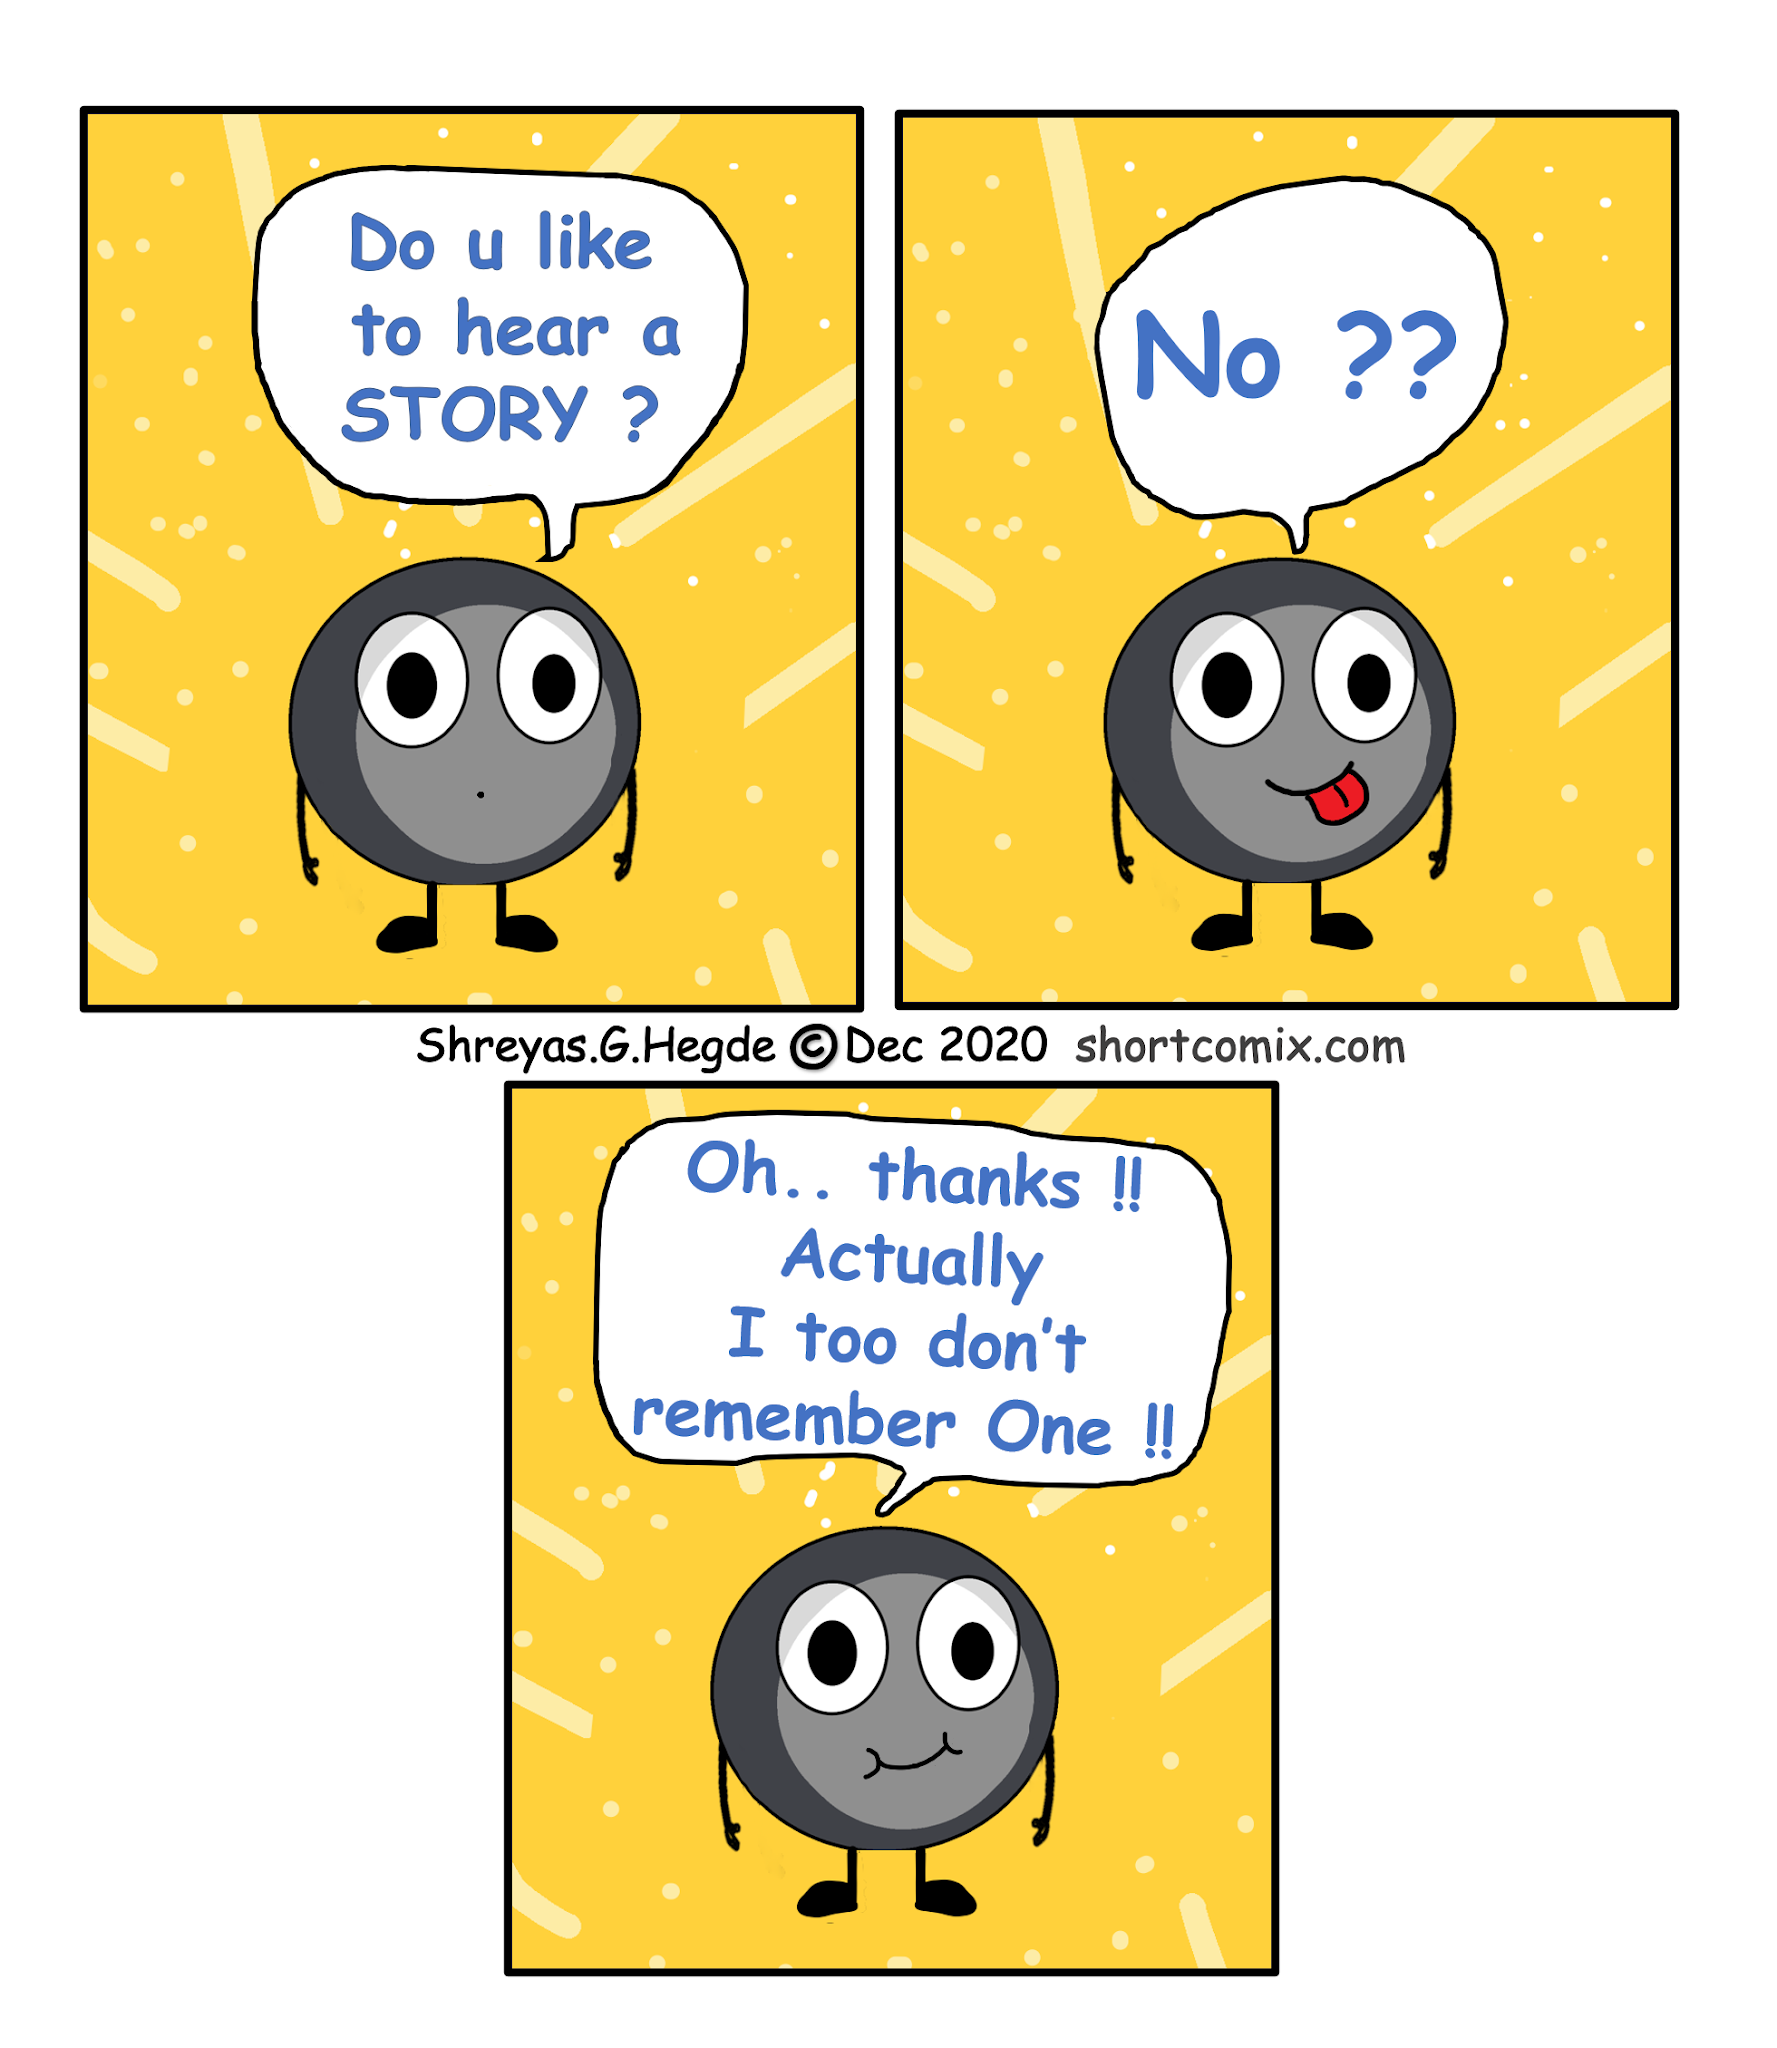 Do u like
to hear a
STORY ?
No ??
Shreyas.G.Hegde © Dec 2020 shortcomix.com
Oh.. thanks !!
Actually
I too don't
remember One !!